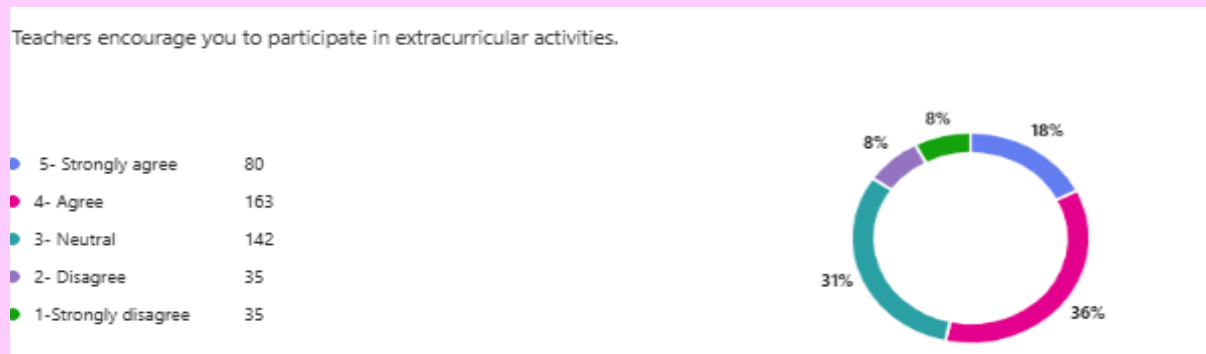 Teachers encourage you to participate in extracurricular activities.
5- Strongly agree 80
4- Agree 163
3- Neutral 142
2- Disagree 35
1-Strongly disagree 35
8%
18%
8%
31%
36%